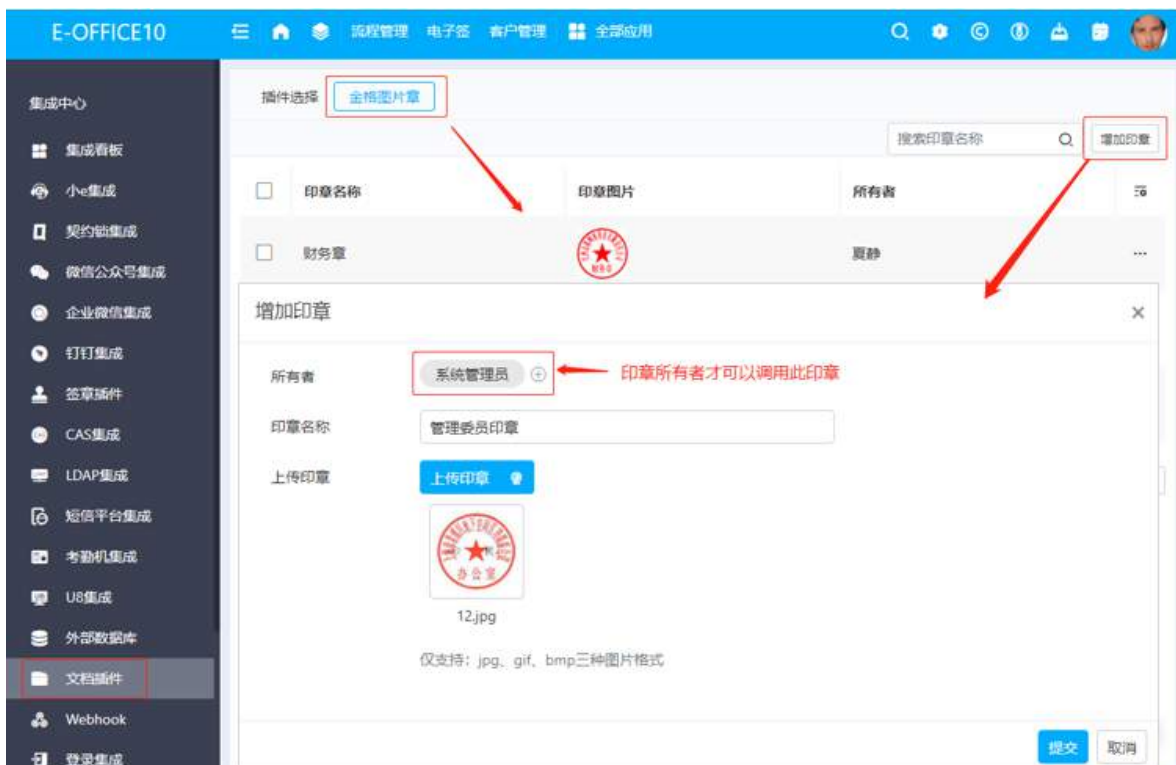 E-OFFICE10
流程管理 电子签 客户管理 全部应用
集成中心
集成看板
小e集成
契约锁集成
微信公众号集成
企业微信集成
钉钉集成
签章插件
CAS集成
LDAP集成
短信平台集成
考勤机集成
U8集成
外部数据库
文档插件
Webhook
登录集成
插件选择 金格图片章
搜索印章名称 增加印章
印章名称 印章图片 所有者
财务章 夏静
增加印章
所有者 系统管理员 印章所有者才可以调用此印章
印章名称 管理委员印章
上传印章 上传印章
办公室
12.jpg
仅支持：jpg、gif、bmp三种图片格式
提交 取消